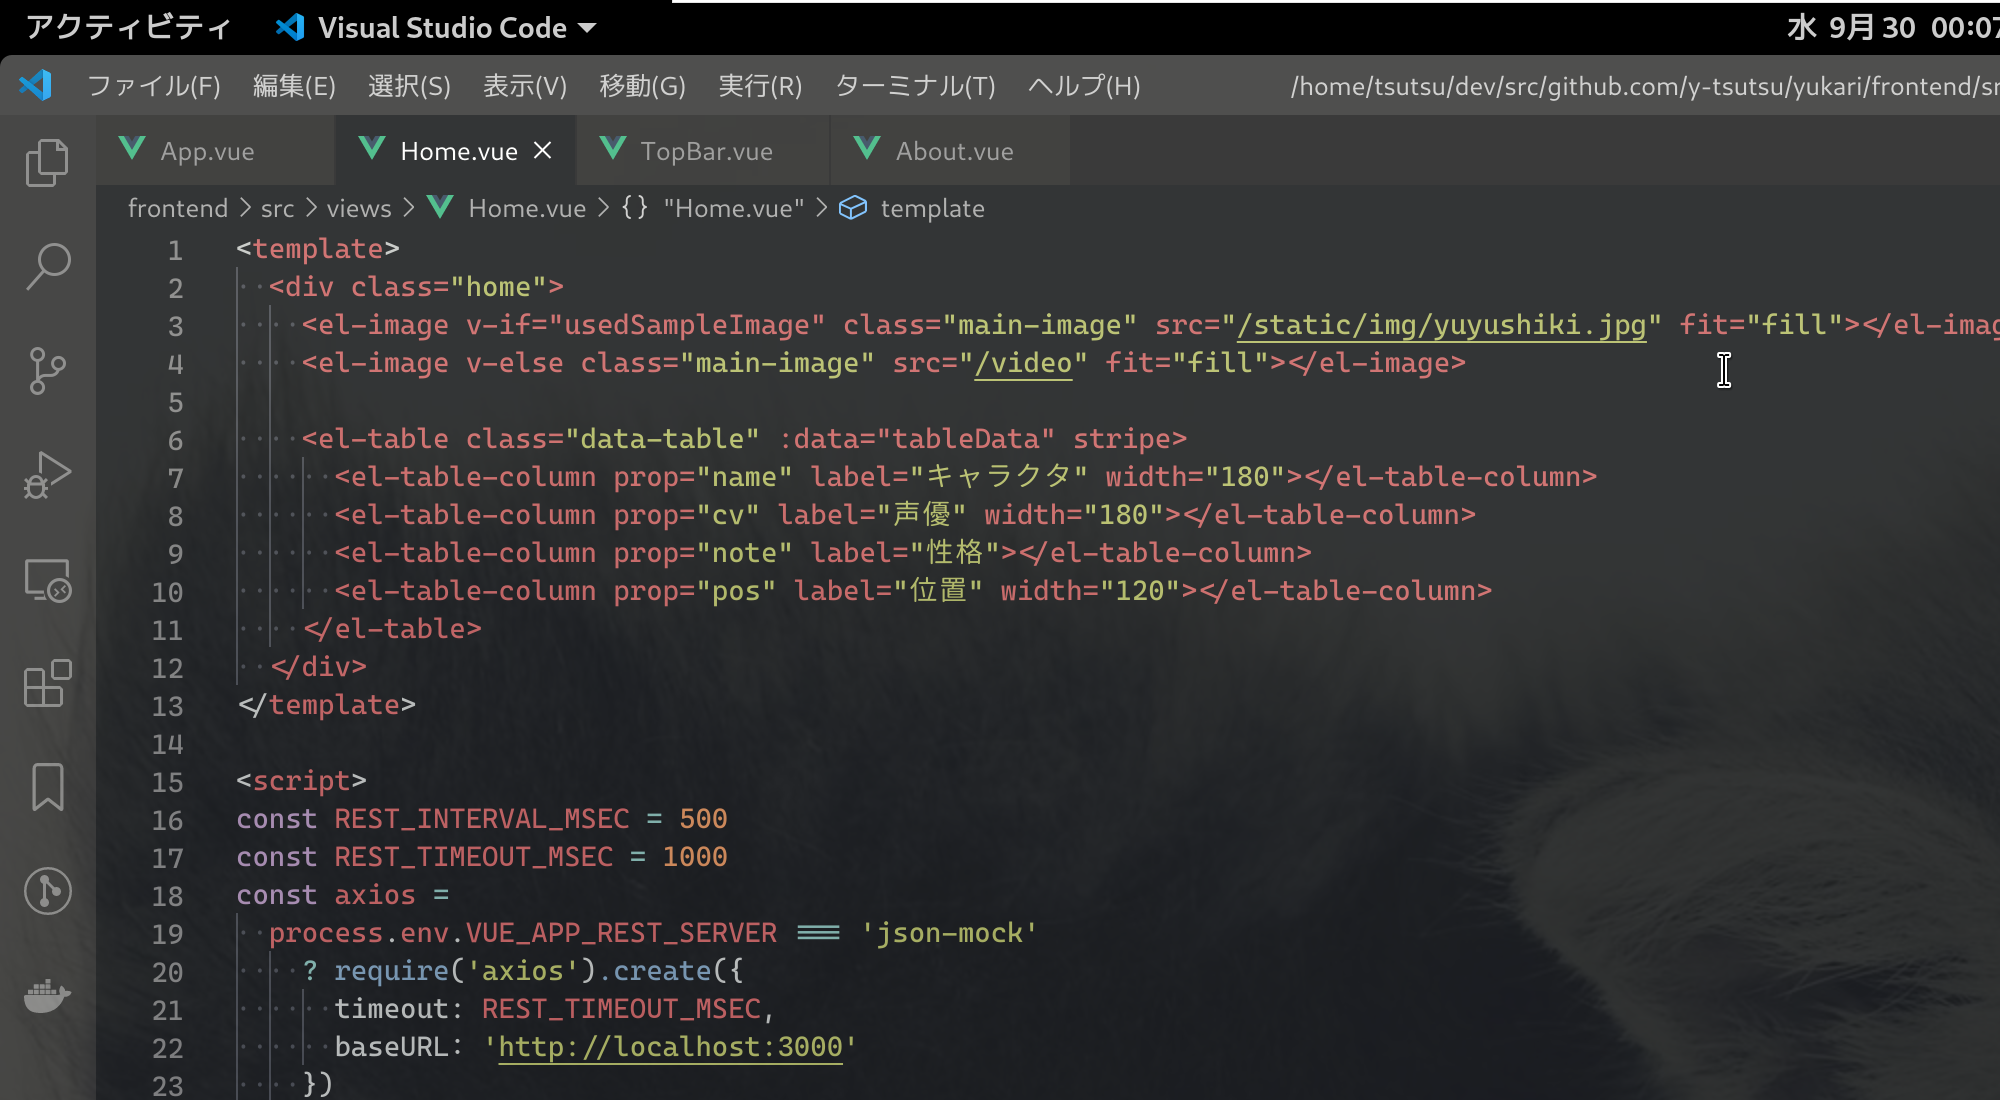 アクティビティ Visual Studio Code 水 9月 30 00:07
ファイル(F) 編集(E) 選択(S) 表示(V) 移動(G) 実行(R) ターミナル(T) ヘルプ(H) /home/tsutsu/dev/src/github.com/y-tsutsu/yukari/frontend/sr
App.vue Home.vue TopBar.vue About.vue
frontend > src > views > Home.vue > {} "Home.vue" > template
1 <template>
2 <div class="home">
3 <el-image v-if="usedSampleImage" class="main-image" src="/static/img/yuyushiki.jpg" fit="fill"></el-imag
4 <el-image v-else class="main-image" src="/video" fit="fill"></el-image>
5
6 <el-table class="data-table" :data="tableData" stripe>
7 <el-table-column prop="name" label="キャラクタ" width="180"></el-table-column>
8 <el-table-column prop="cv" label="声優" width="180"></el-table-column>
9 <el-table-column prop="note" label="性格"></el-table-column>
10 <el-table-column prop="pos" label="位置" width="120"></el-table-column>
11 </el-table>
12 </div>
13 </template>
14
15 <script>
16 const REST_INTERVAL_MSEC = 500
17 const REST_TIMEOUT_MSEC = 1000
18 const axios =
19 process.env.VUE_APP_REST_SERVER === 'json-mock'
20 ? require('axios').create({
21 timeout: REST_TIMEOUT_MSEC,
22 baseURL: 'http://localhost:3000'
23 })